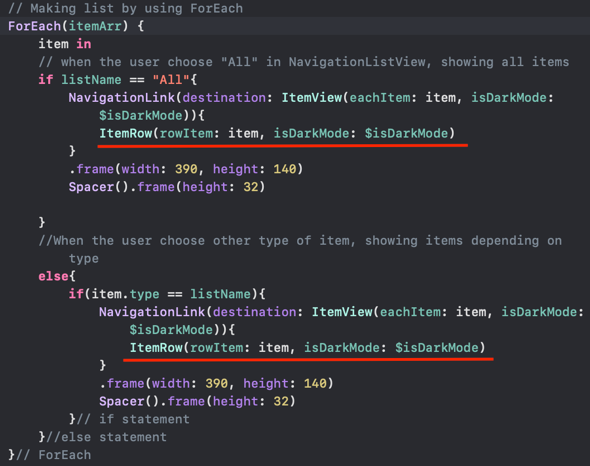 // Making list by using ForEach
ForEach(itemArr) {
item in
// when the user choose "All" in NavigationListView, showing all items
if listName == "All"{
NavigationLink(destination: ItemView(eachItem: item, isDarkMode:
$isDarkMode)){
ItemRow(rowItem: item, isDarkMode: $isDarkMode)
}
.frame(width: 390, height: 140)
Spacer().frame(height: 32)
}
//When the user choose other type of item, showing items depending on
type
else{
if(item.type == listName){
NavigationLink(destination: ItemView(eachItem: item, isDarkMode:
$isDarkMode)){
ItemRow(rowItem: item, isDarkMode: $isDarkMode)
}
.frame(width: 390, height: 140)
Spacer().frame(height: 32)
}// if statement
}//else statement
}// ForEach